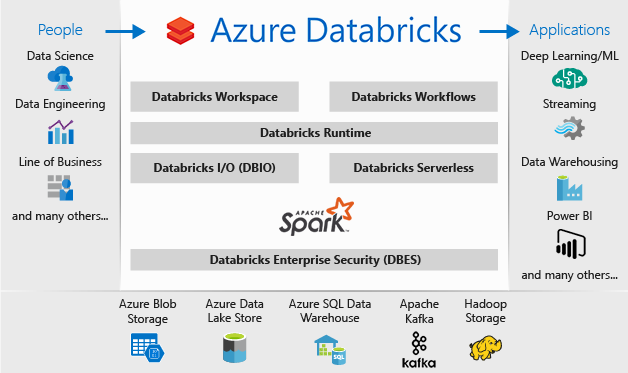 People
Azure Databricks
Applications
Data Science
Data Engineering
Line of Business
and many others...
Databricks Workspace
Databricks Workflows
Databricks Runtime
Databricks I/O (DBIO)
Databricks Serverless
APACHE
Spark™
Databricks Enterprise Security (DBES)
Deep Learning/ML
Streaming
Data Warehousing
Power BI
and many others...
Azure Blob
Storage
Azure Data
Lake Store
Azure SQL Data
Warehouse
SQL
Apache
Kafka
kafka
Hadoop
Storage